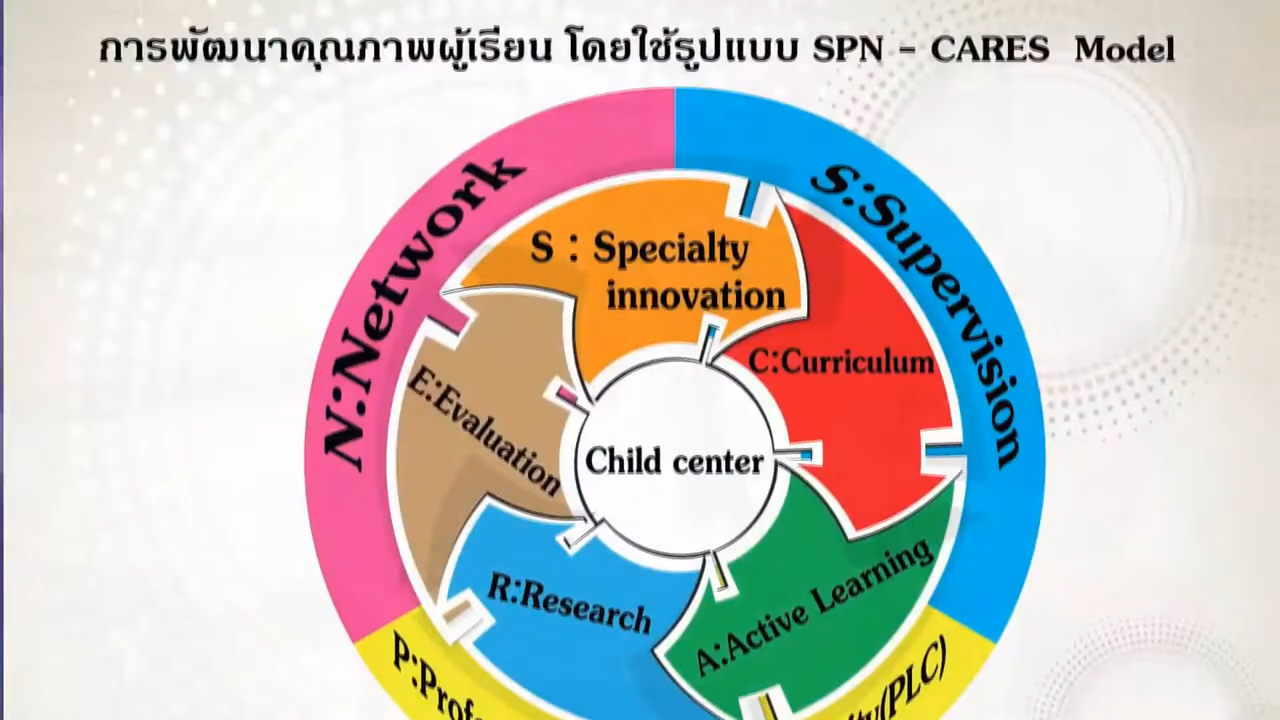 การพัฒนาคุณภาพผู้เรียน โดยใช้รูปแบบ SPN - CARES Model
N:Network
S:Supervision
S : Specialty
innovation
C:Curriculum
E:Evaluation
Child center
R:Research
A:Active Learning
(PLC)